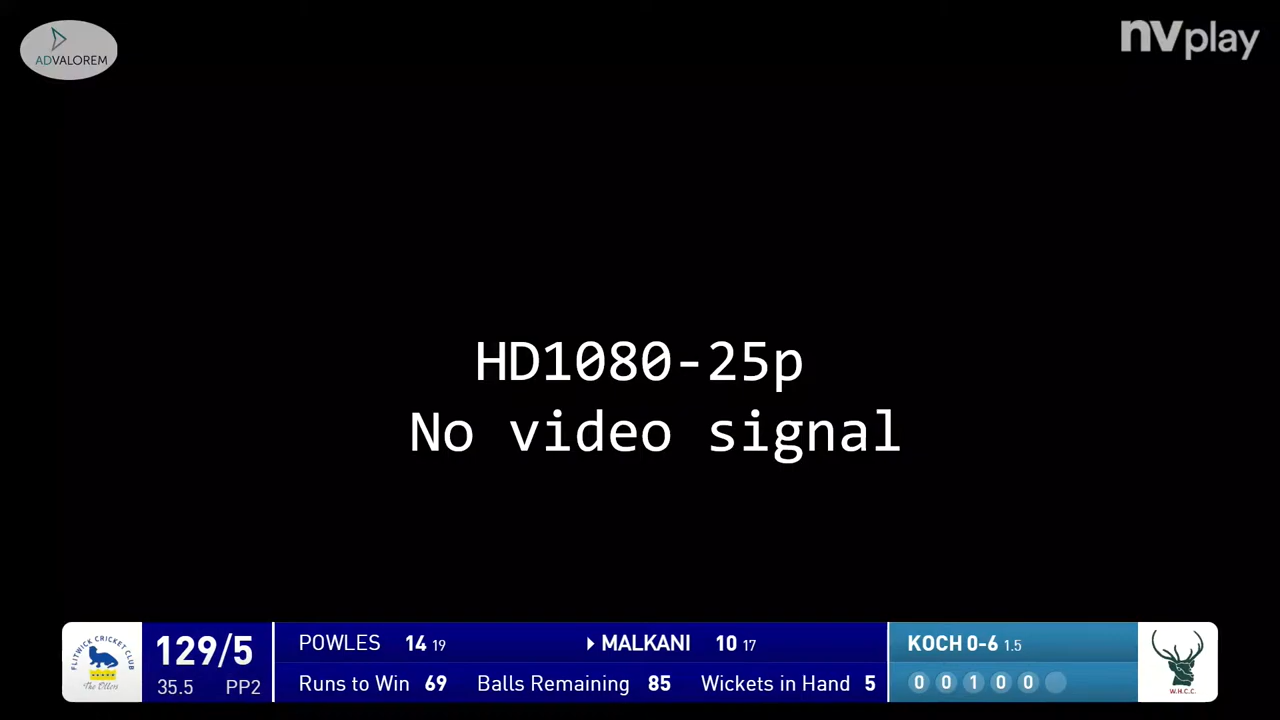 ADVALOREM
nvplay
HD1080-25p
No video signal
FLITWICK CRICKET CLUB
The Ollers
129/5
35.5 PP2
POWLES 14 19
MALKANI 10 17
Runs to Win 69 Balls Remaining 85 Wickets in Hand 5
KOCH 0-6 1.5
0 0 1 0 0
W.H.C.C.